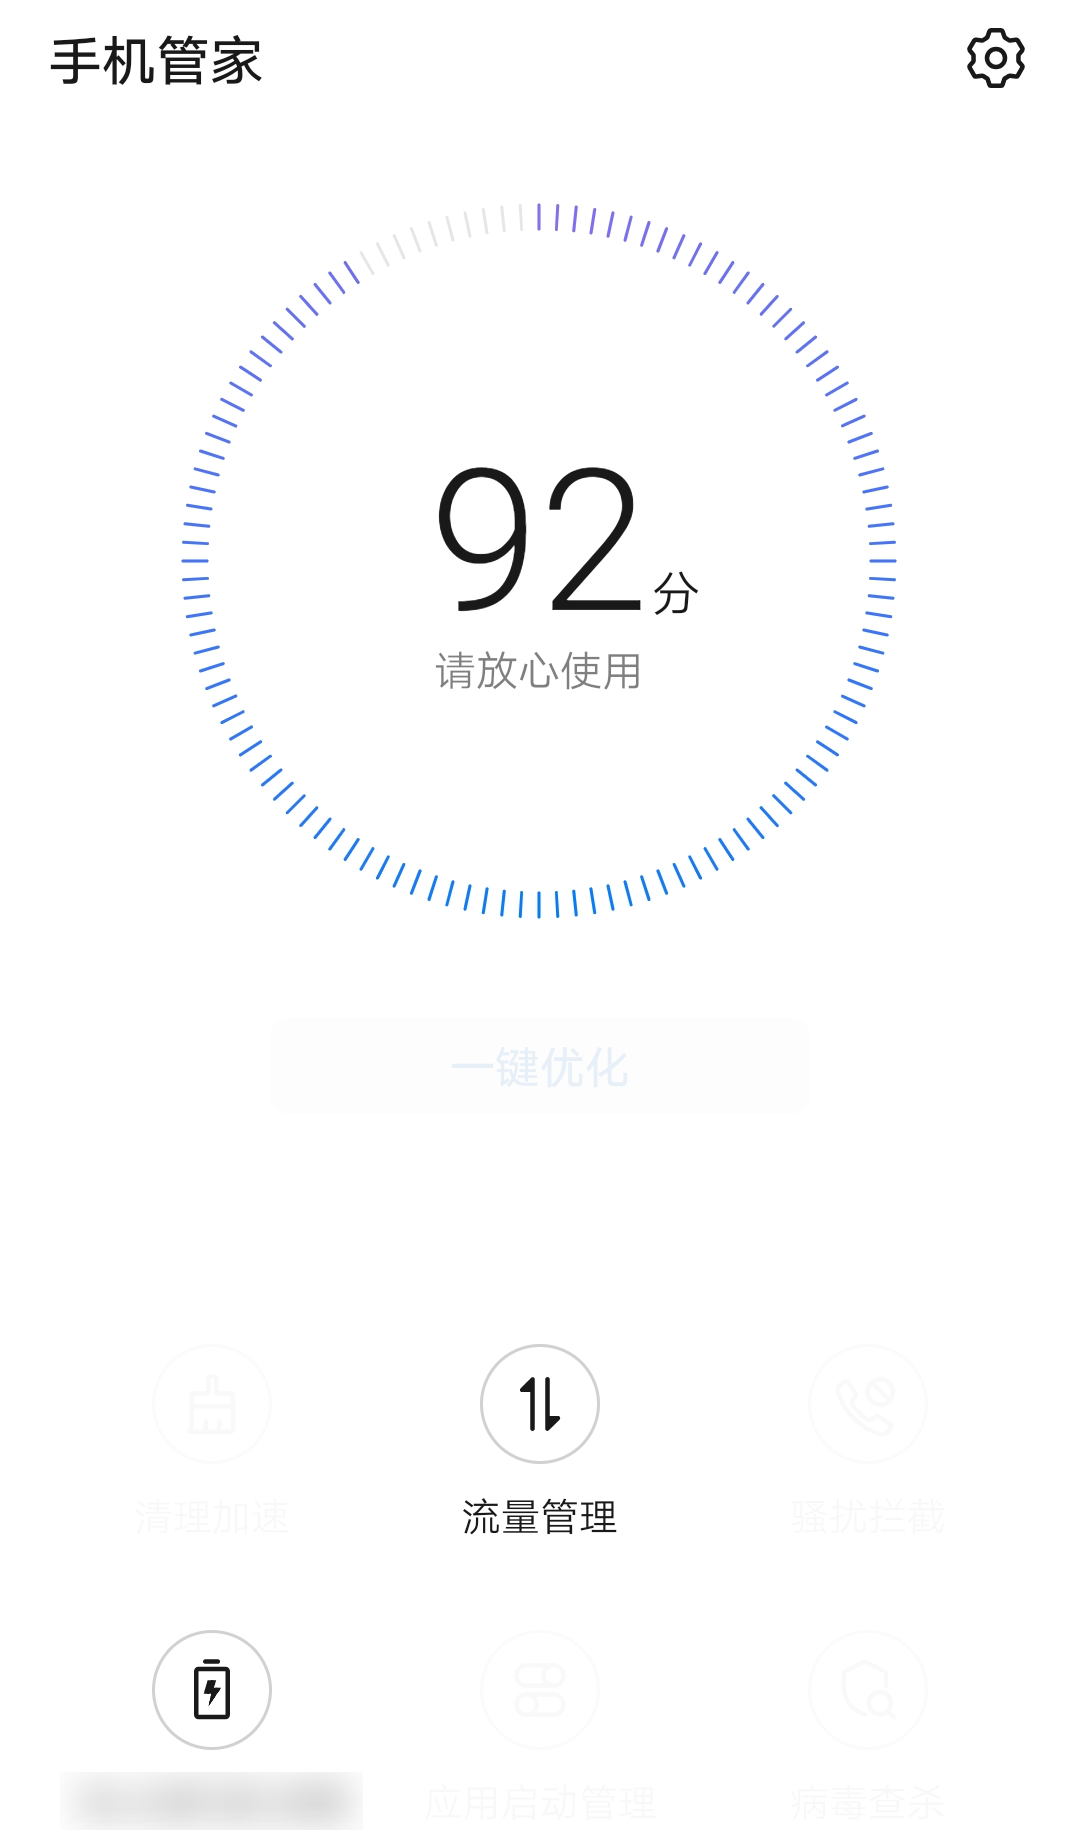 手机管家
92分
请放心使用
一键优化
清理加速 流量管理 骚扰拦截
应用启动管理 病毒查杀